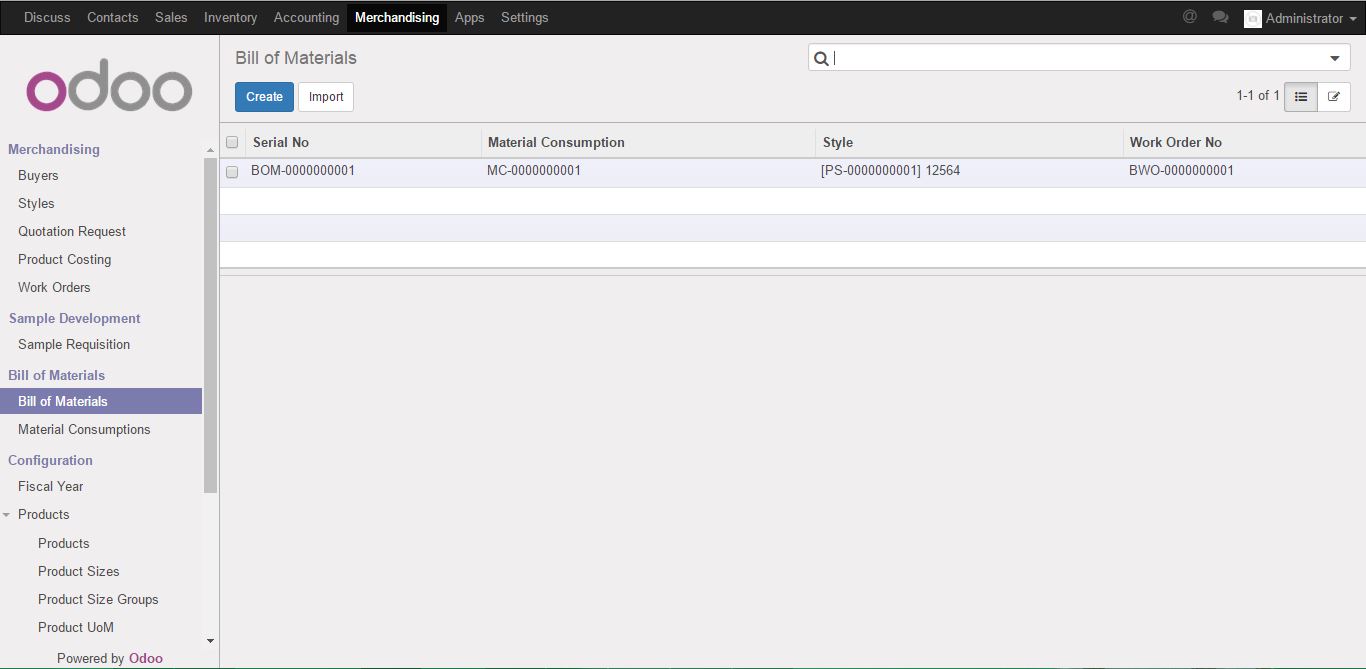 Discuss Contacts Sales Inventory Accounting Merchandising Apps Settings @ Administrator
odoo
Merchandising
Buyers
Styles
Quotation Request
Product Costing
Work Orders
Sample Development
Sample Requisition
Bill of Materials
Bill of Materials
Material Consumptions
Configuration
Fiscal Year
Products
Products
Product Sizes
Product Size Groups
Product UoM
Powered by Odoo
Bill of Materials
Create Import
1-1 of 1
Serial No Material Consumption Style Work Order No
BOM-0000000001 MC-0000000001 [PS-0000000001] 12564 BWO-0000000001